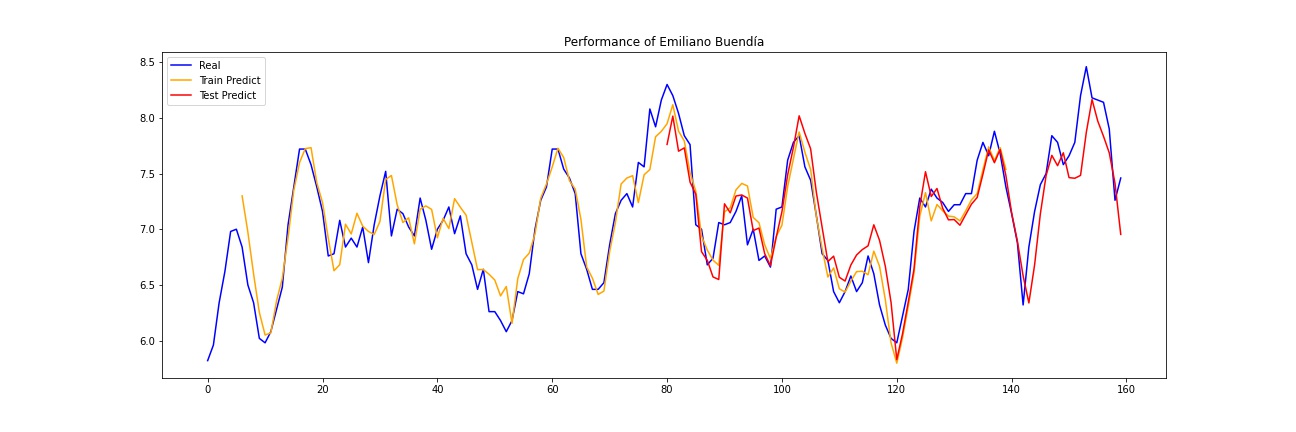 Performance of Emiliano Buendía
8.5
8.0
7.5
7.0
6.5
6.0
Real
Train Predict
Test Predict
0 20 40 60 80 100 120 140 160